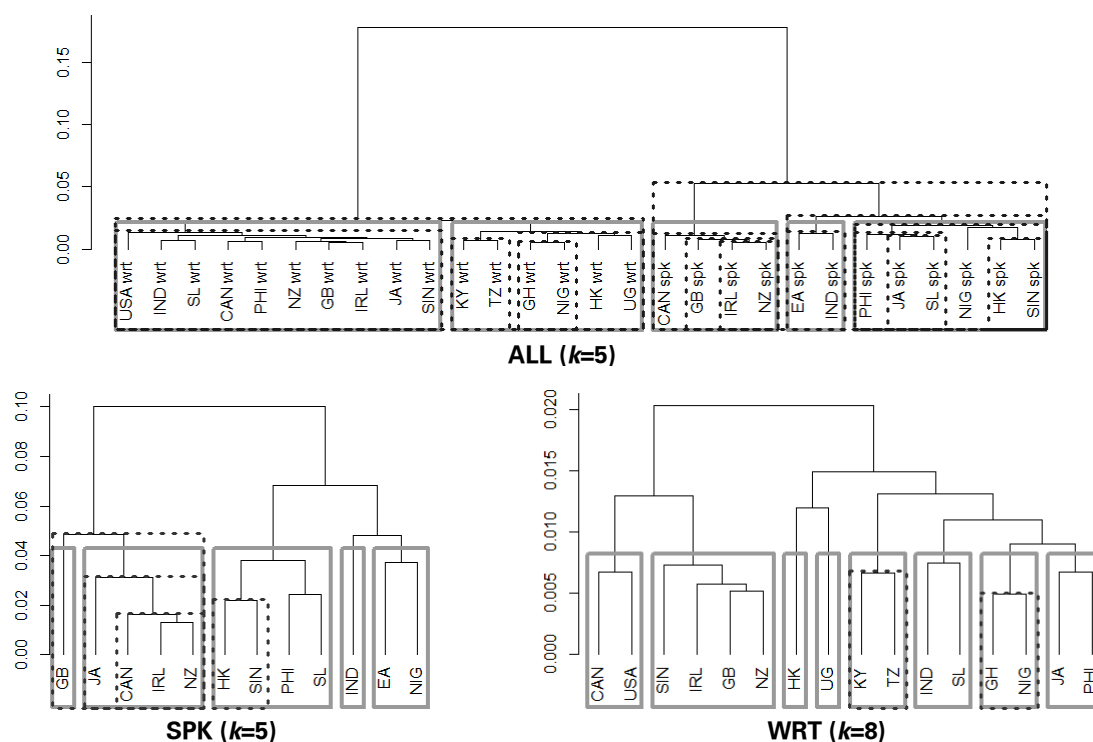 0.15
0.10
0.05
0.00
USA wrt
IND wrt
SL wrt
CAN wrt
PHI wrt
NZ wrt
GB wrt
IRL wrt
JA wrt
SIN wrt
KY wrt
TZ wrt
GH wrt
NIG wrt
HK wrt
UG wrt
CAN spk
GB spk
IRL spk
NZ spk
EA spk
IND spk
PHI spk
JA spk
SL spk
NIG spk
HK spk
SIN spk
ALL (k=5)
0.10
0.08
0.06
0.04
0.02
0.00
GB
JA
CAN
IRL
NZ
HK
SIN
PHI
SL
IND
EA
NIG
SPK (k=5)
0.020
0.015
0.010
0.005
0.000
CAN
USA
SIN
IRL
GB
NZ
HK
UG
KY
TZ
IND
SL
GH
NIG
JA
PHI
WRT (k=8)